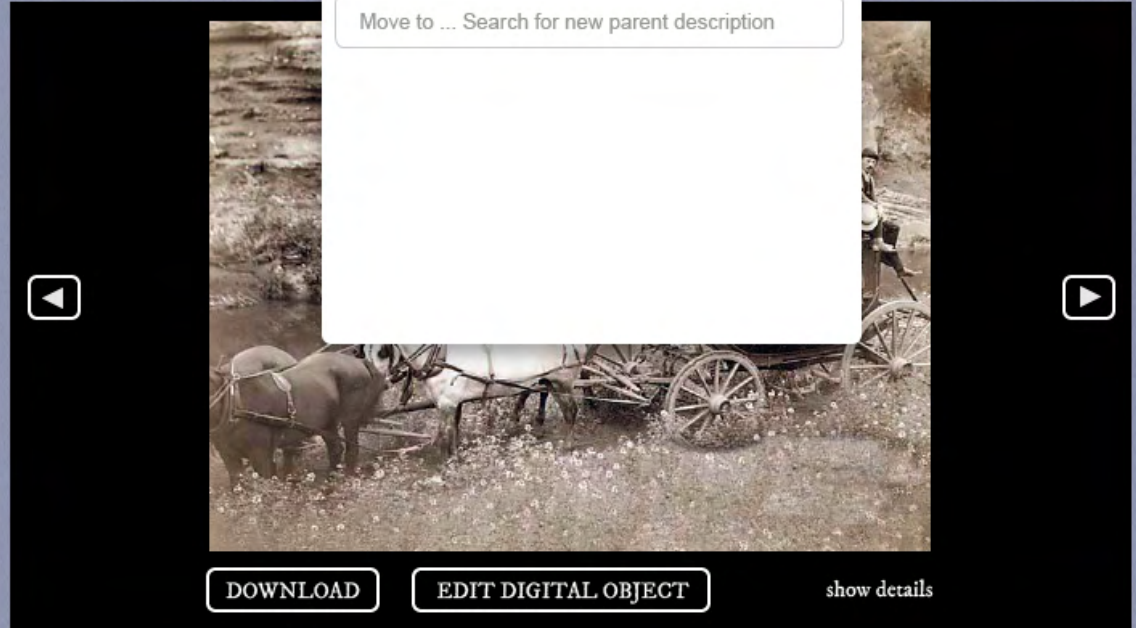 Move to ... Search for new parent description
DOWNLOAD
EDIT DIGITAL OBJECT
show details